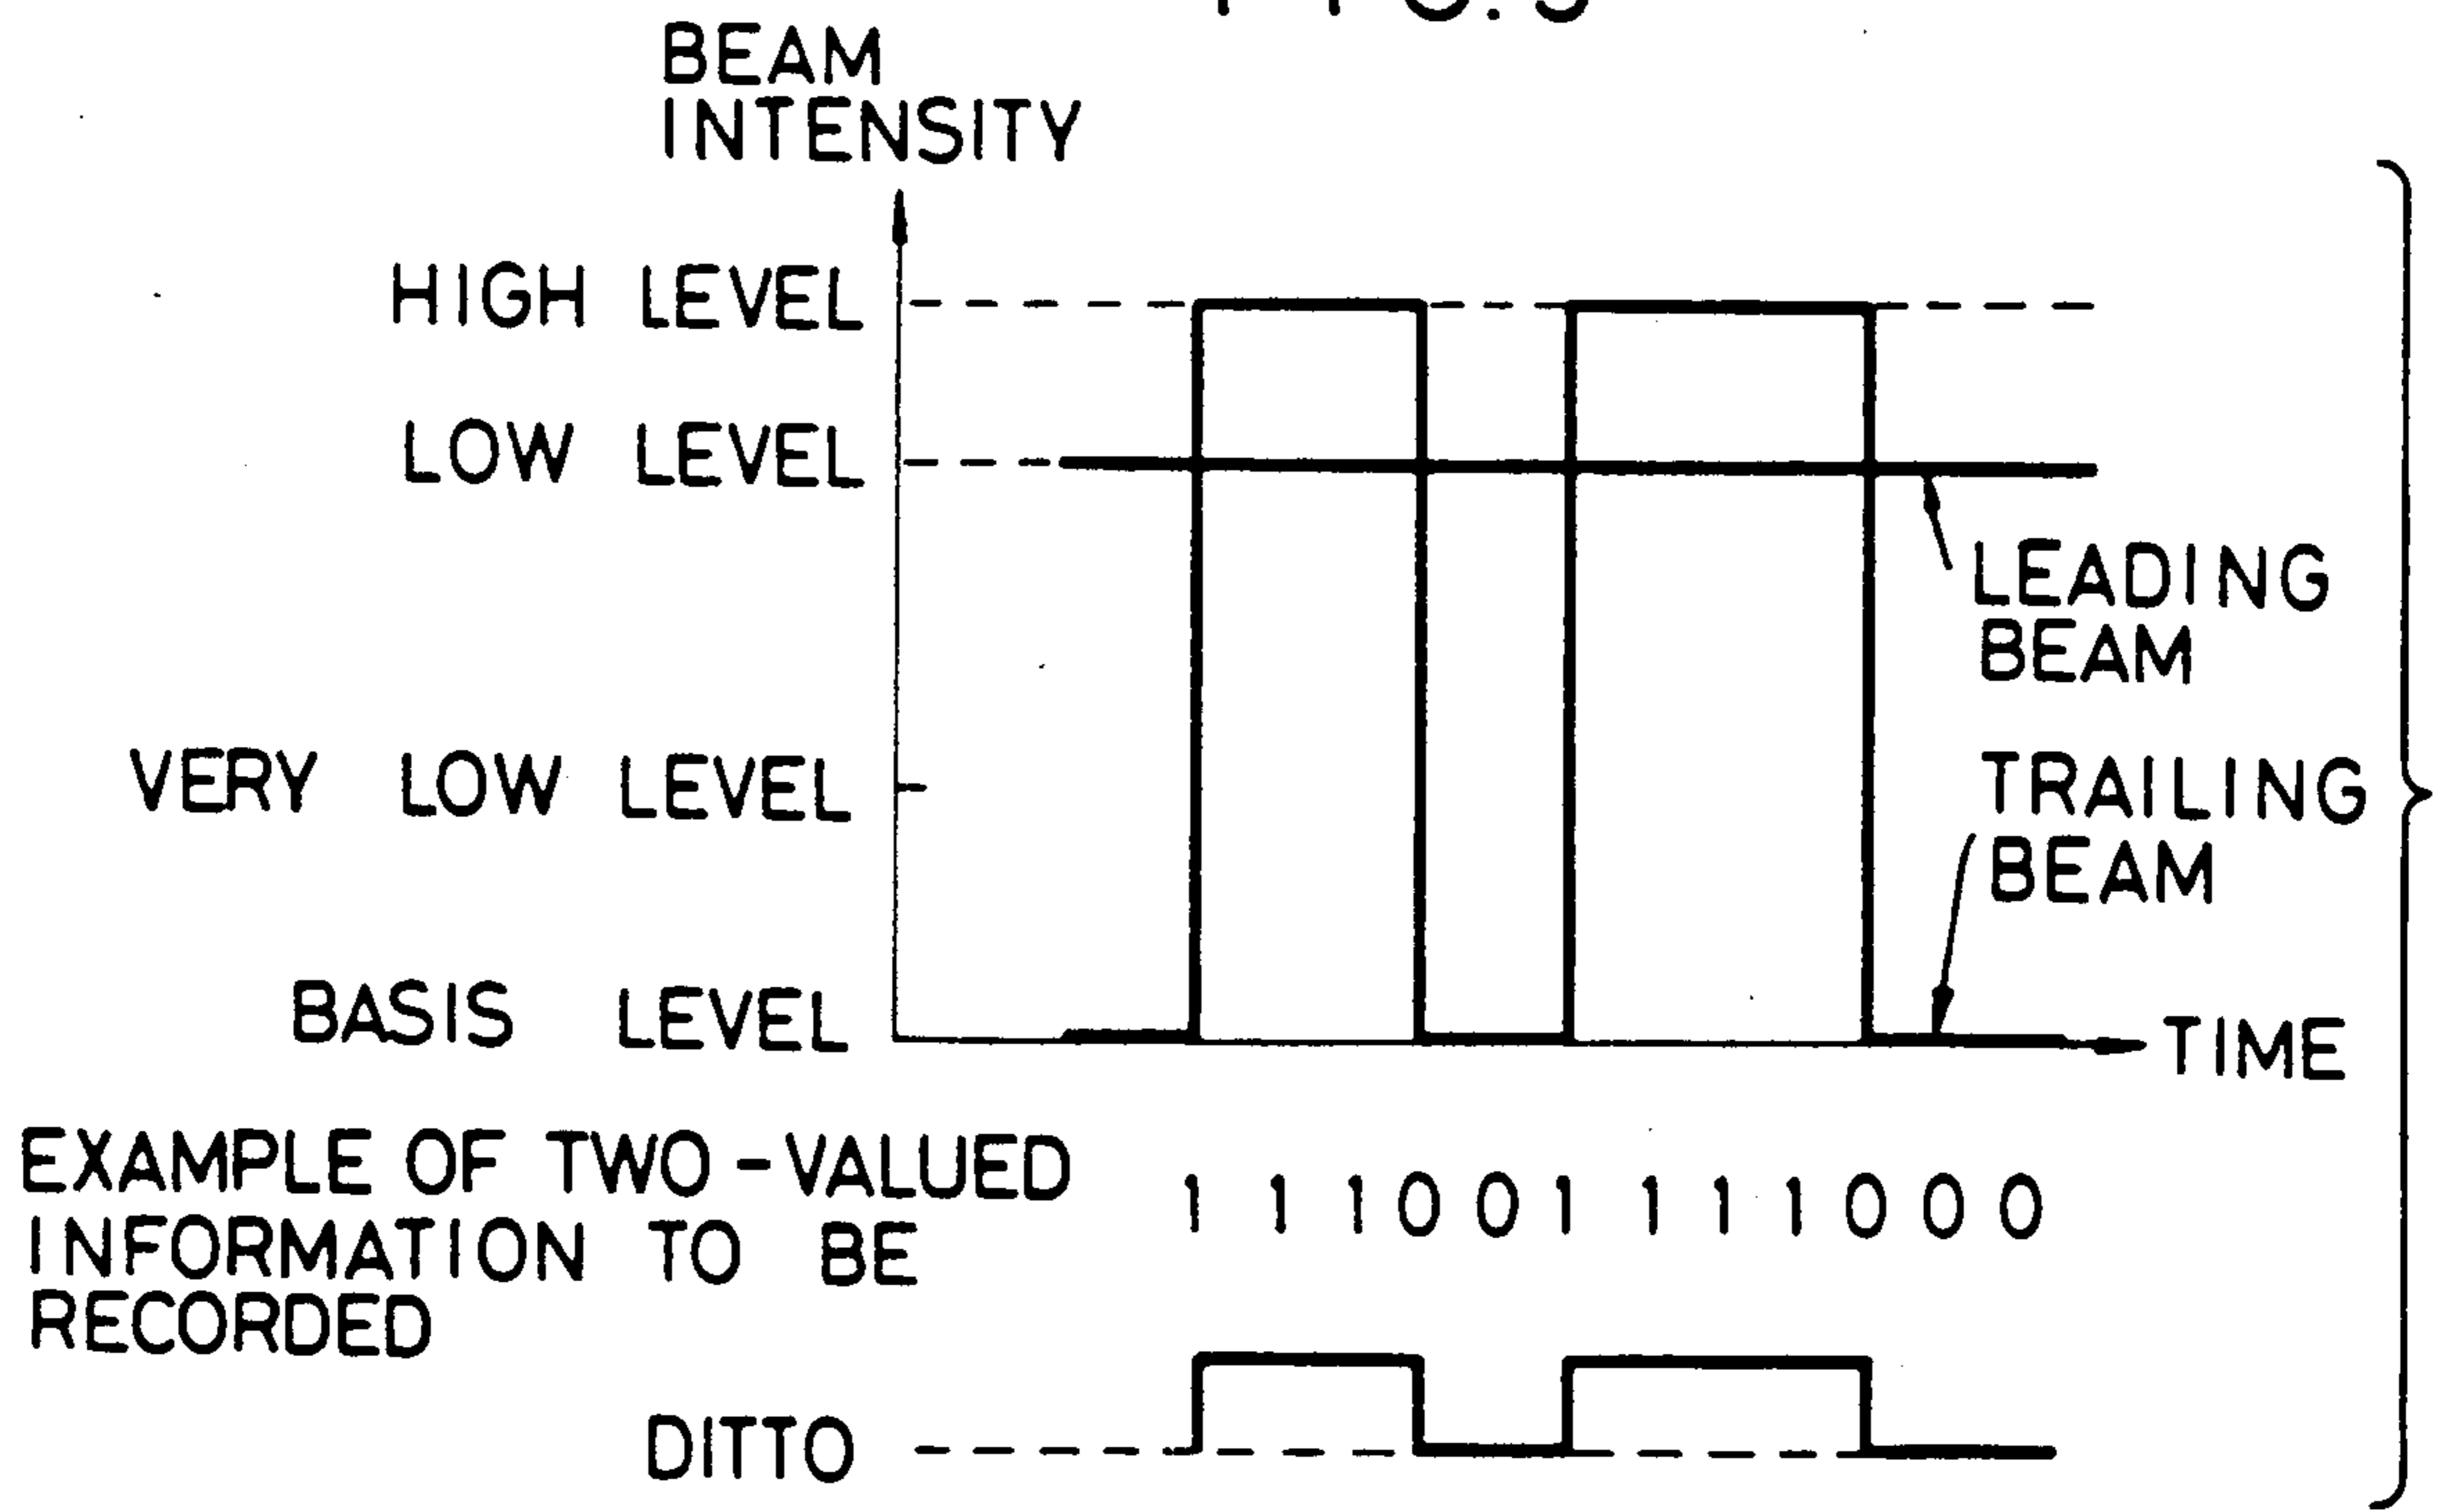 BEAM
INTENSITY
HIGH LEVEL
LOW LEVEL
LEADING
BEAM
VERY LOW LEVEL
TRAILING
BEAM
BASIS LEVEL
TIME
EXAMPLE OF TWO-VALUED
INFORMATION TO BE
RECORDED
1 1 1 0 0 1 1 1 1 0 0 0
DITTO